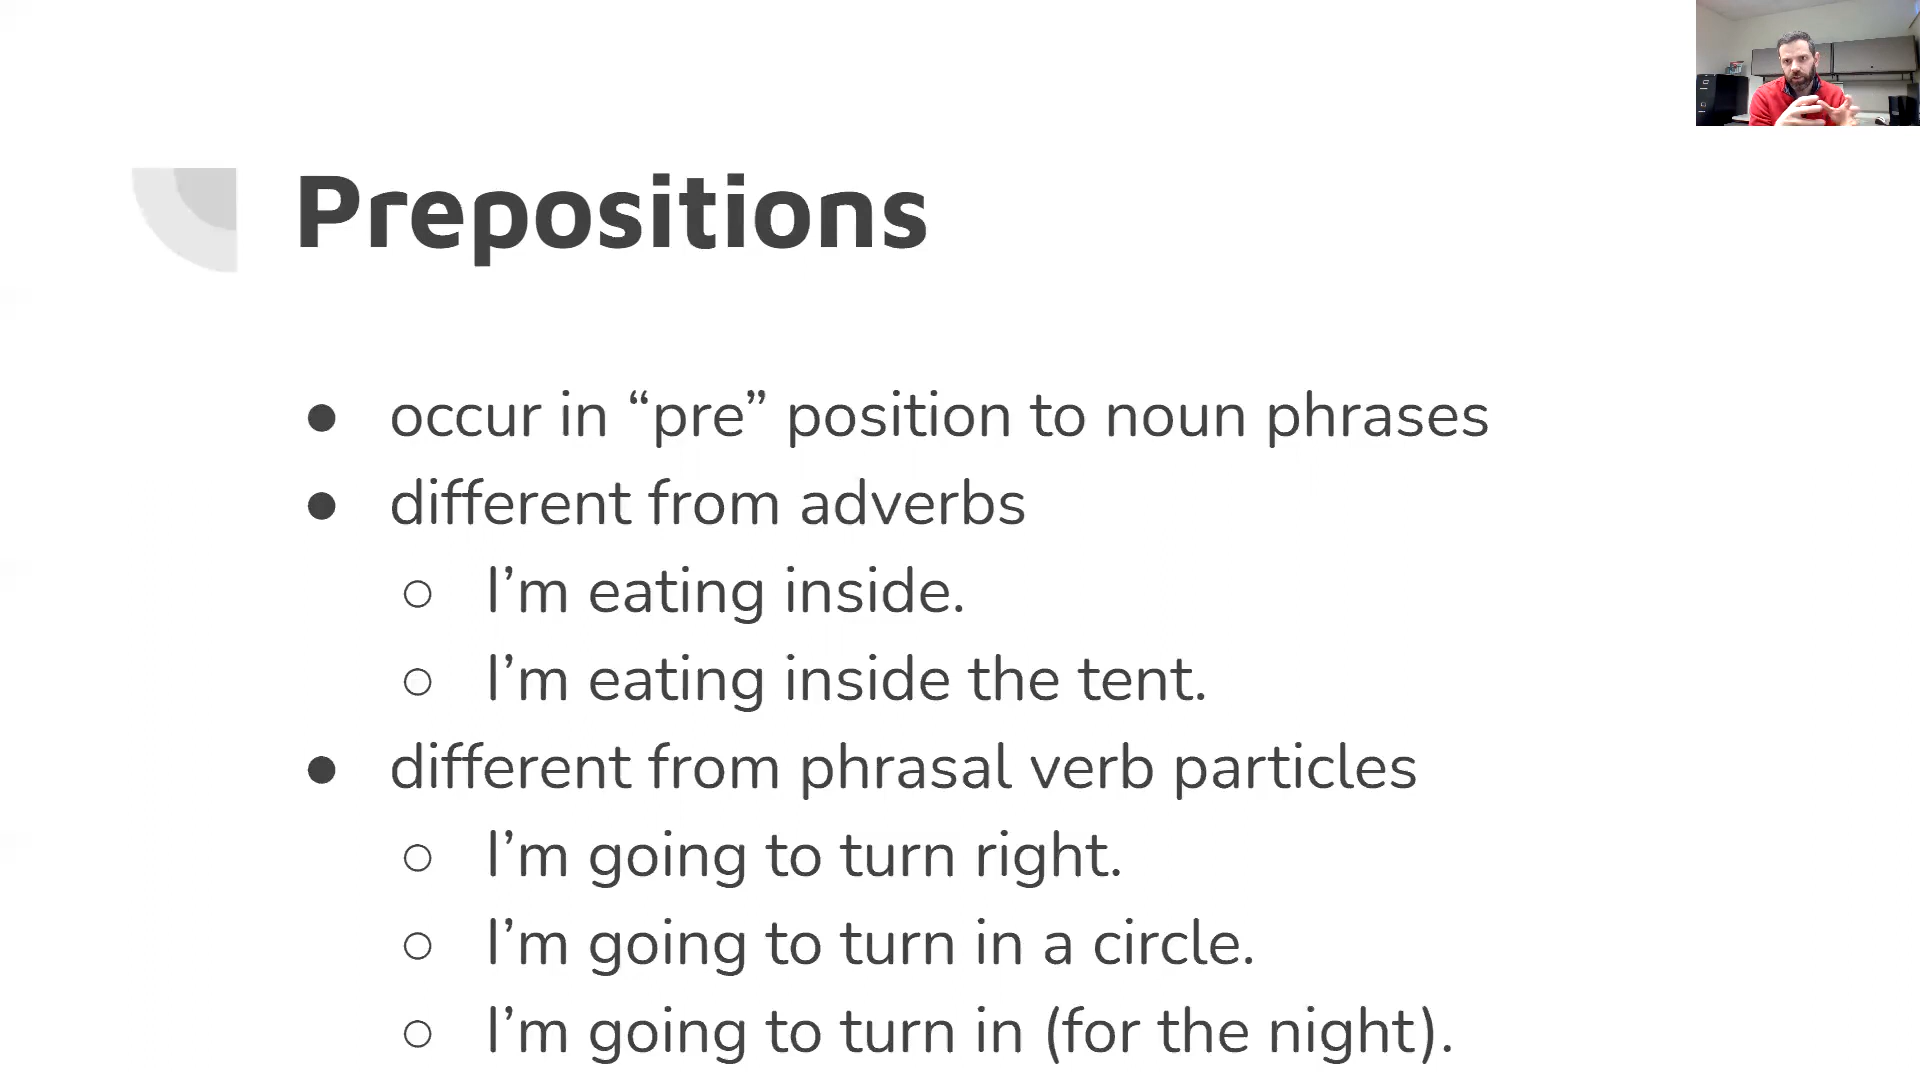 Prepositions
● occur in “pre” position to noun phrases
● different from adverbs
○ I’m eating inside.
○ I’m eating inside the tent.
● different from phrasal verb particles
○ I’m going to turn right.
○ I’m going to turn in a circle.
○ I’m going to turn in (for the night).